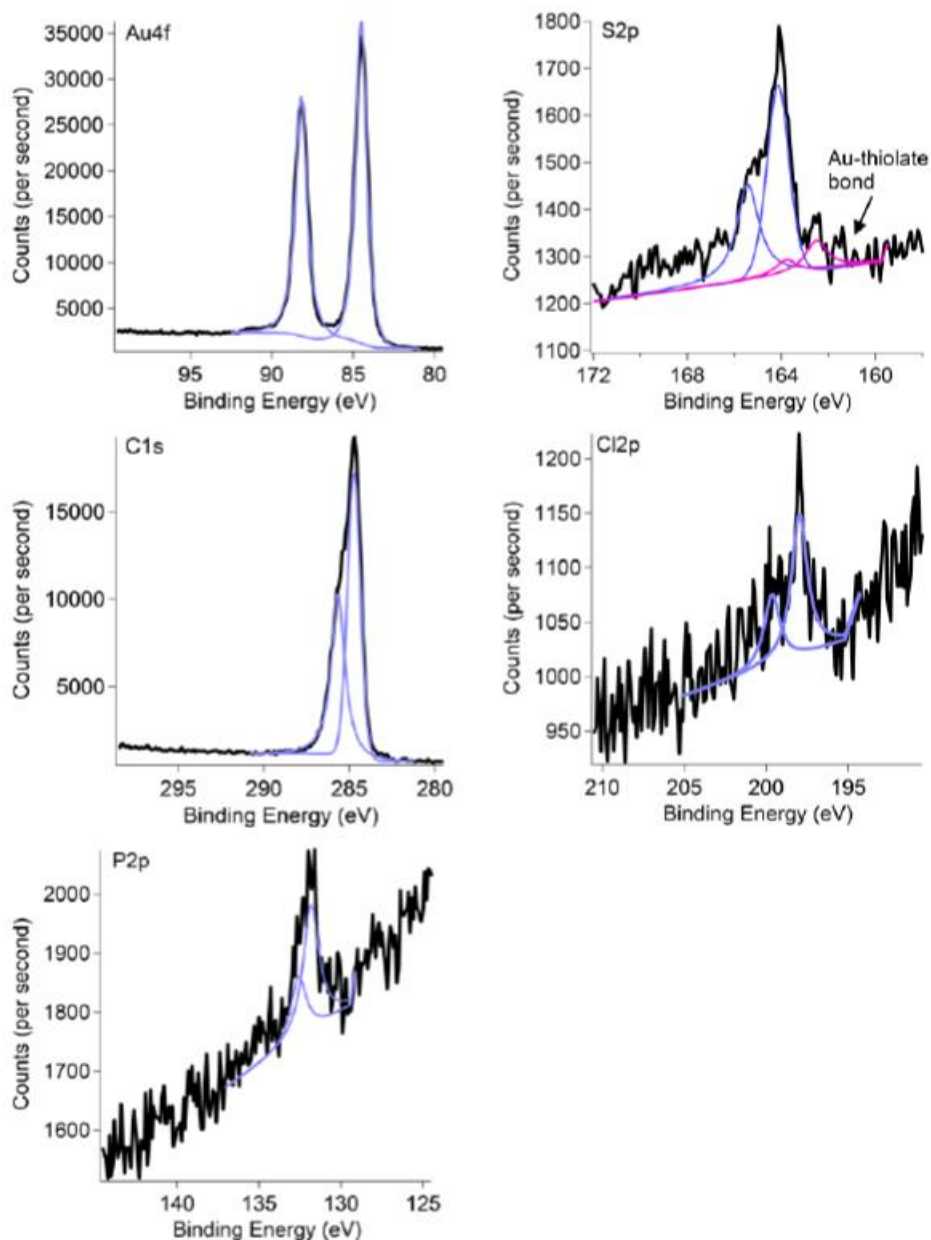 Au4f
Counts (per second)
35000
30000
25000
20000
15000
10000
5000
95 90 85 80
Binding Energy (eV)
S2p
Au-thiolate
bond
Counts (per second)
1800
1700
1600
1500
1400
1300
1200
1100
172 168 164 160
Binding Energy (eV)
C1s
Counts (per second)
15000
10000
5000
295 290 285 280
Binding Energy (eV)
Cl2p
Counts (per second)
1200
1150
1100
1050
1000
950
210 205 200 195
Binding Energy (eV)
P2p
Counts (per second)
2000
1900
1800
1700
1600
140 135 130 125
Binding Energy (eV)